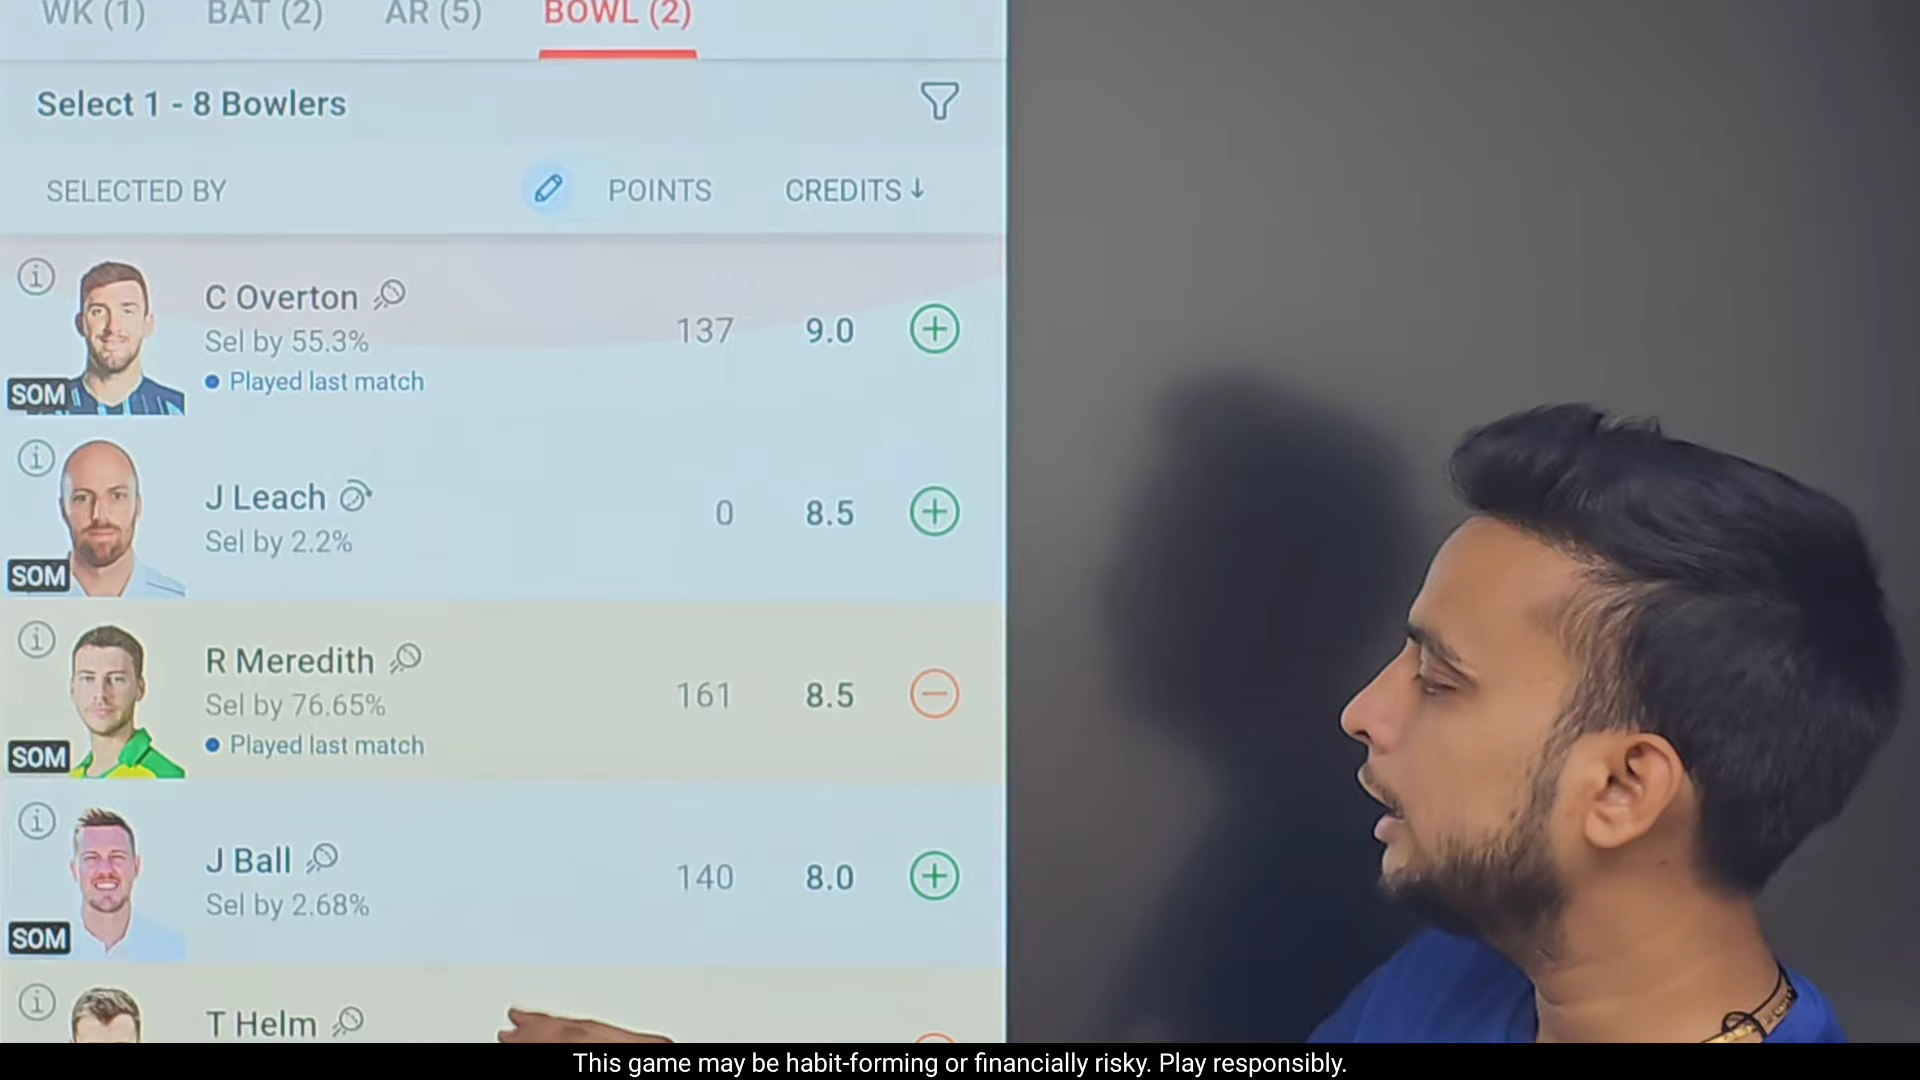 WK (1) BAT (2) AR (5) BOWL (2)
Select 1 - 8 Bowlers
SELECTED BY POINTS CREDITS ↓
C Overton
Sel by 55.3%
Played last match
137 9.0
SOM
J Leach
Sel by 2.2%
0 8.5
SOM
R Meredith
Sel by 76.65%
Played last match
161 8.5
SOM
J Ball
Sel by 2.68%
140 8.0
SOM
T Helm
This game may be habit-forming or financially risky. Play responsibly.